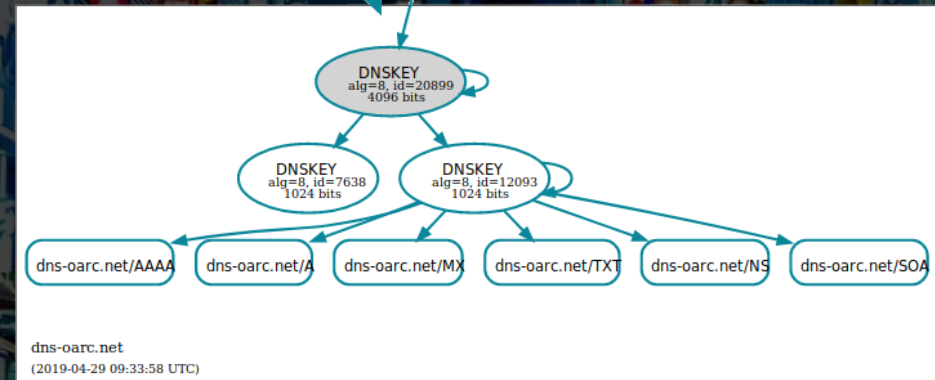 DNSKEY
alg=8, id=20899
4096 bits
DNSKEY
alg=8, id=7638
1024 bits
DNSKEY
alg=8, id=12093
1024 bits
dns-oarc.net/AAAA
dns-oarc.net/A
dns-oarc.net/MX
dns-oarc.net/TXT
dns-oarc.net/NS
dns-oarc.net/SOA
dns-oarc.net
(2019-04-29 09:33:58 UTC)